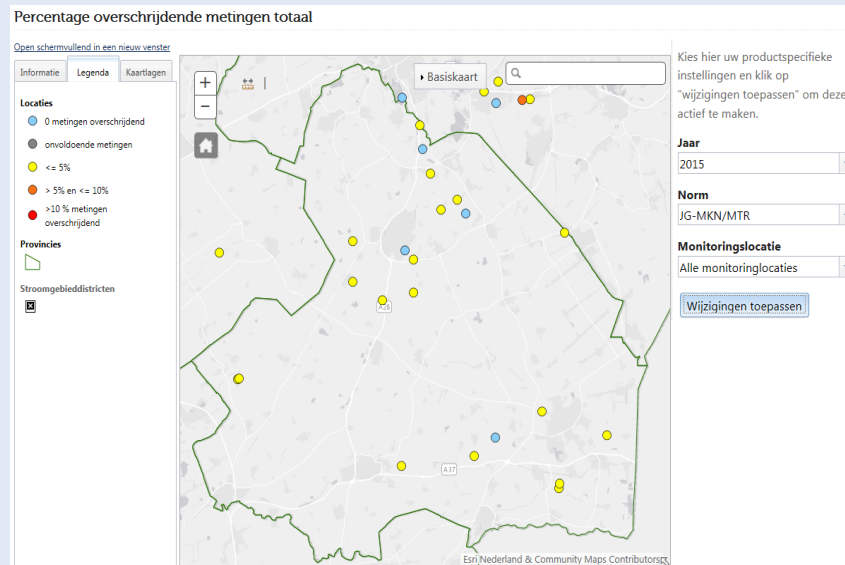 Percentage overschrijdende metingen totaal
Open schermvullend in een nieuw venster
Informatie
Legenda
Kaartlagen
Locaties
0 metingen overschrijdend
onvoldoende metingen
<= 5%
> 5% en <= 10%
>10 % metingen
overschrijdend
Provincies
Stroomgebieddistricten
+
−
Basiskaart
A28
A37
Esri Nederland & Community Maps Contributors
Kies hier uw productspecifieke
instellingen en klik op
"wijzigingen toepassen" om deze
actief te maken.
Jaar
2015
Norm
JG-MKN/MTR
Monitoringslocatie
Alle monitoringlocaties
Wijzigingen toepassen